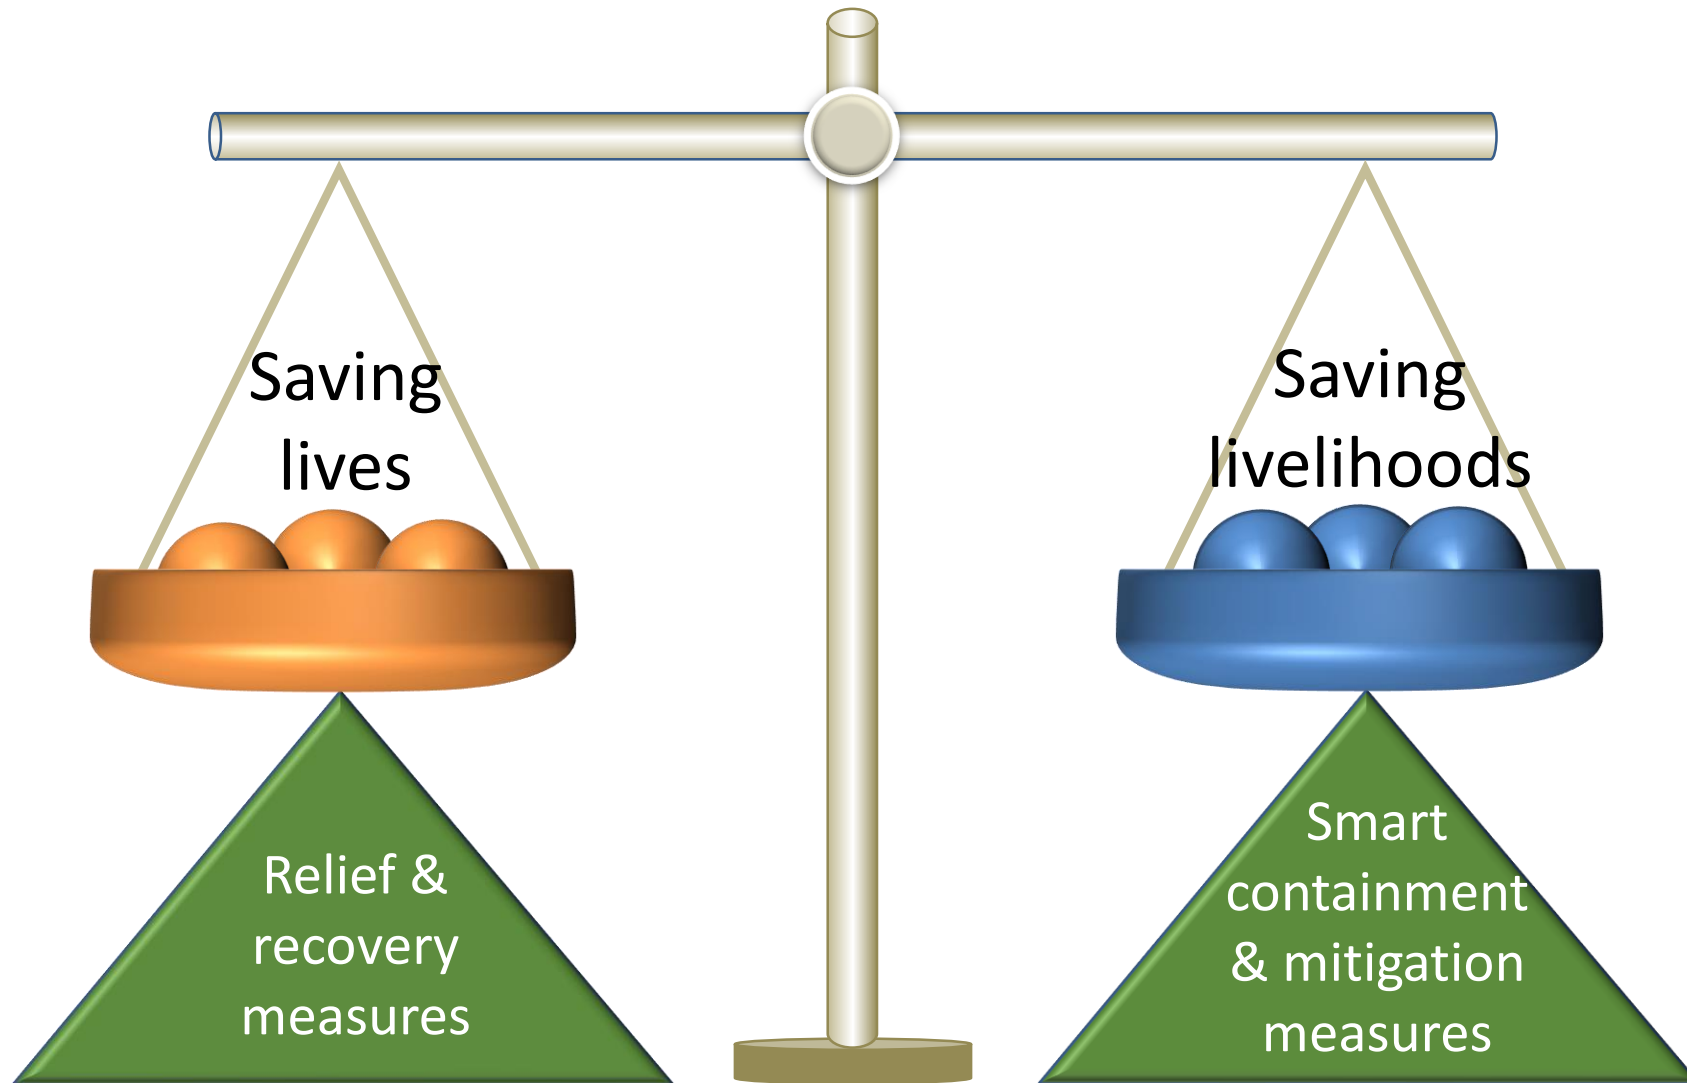 Saving
lives
Saving
livelihoods
Relief &
recovery
measures
Smart
containment
& mitigation
measures